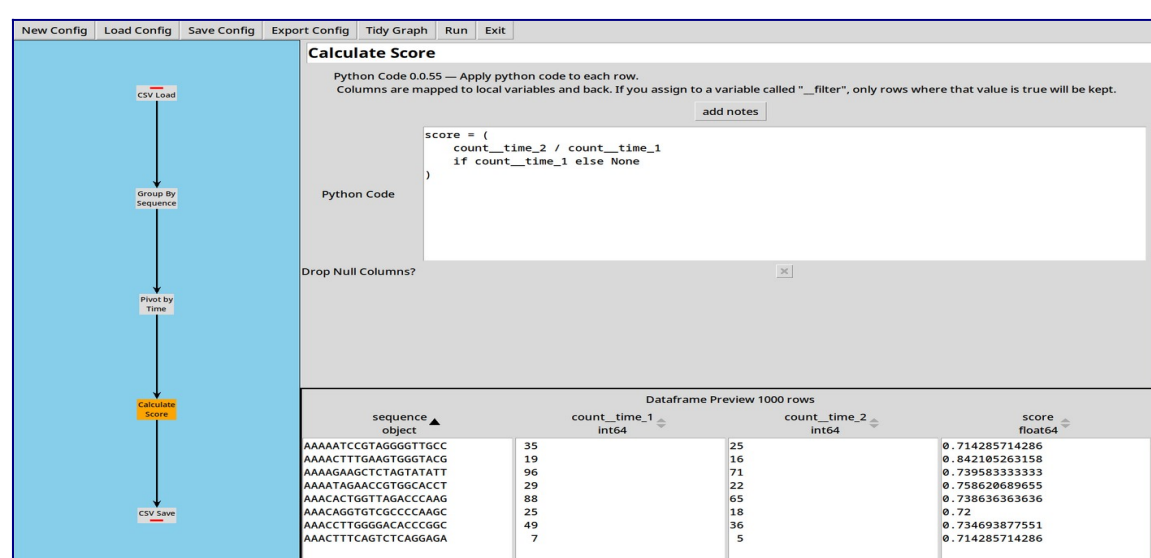 New Config Load Config Save Config Export Config Tidy Graph Run Exit
CSV Load
Group By
Sequence
Pivot by
Time
Calculate
Score
CSV Save
Calculate Score
Python Code 0.0.55 — Apply python code to each row.
Columns are mapped to local variables and back. If you assign to a variable called "__filter", only rows where that value is true will be kept.
add notes
Python Code
score = (
    count__time_2 / count__time_1
    if count__time_1 else None
)
Drop Null Columns?
Dataframe Preview 1000 rows
sequence count__time_1 count__time_2 score
object int64 int64 float64
AAAAATCCGTAGGGGTTGCC 35 25 0.714285714286
AAAACTTTGAAGTGGGTACG 19 16 0.842105263158
AAAAGAAGCTCTAGTATATT 96 71 0.739583333333
AAAATAGAACCGTGGCACCT 29 22 0.758620689655
AAACACTGGTTAGACCCAAG 88 65 0.738636363636
AAACAGGTGTCGCCCCAAGC 25 18 0.72
AAACCTTGGGGACACCCGGC 49 36 0.734693877551
AAACTTTCAGTCTCAGGAGA 7 5 0.714285714286